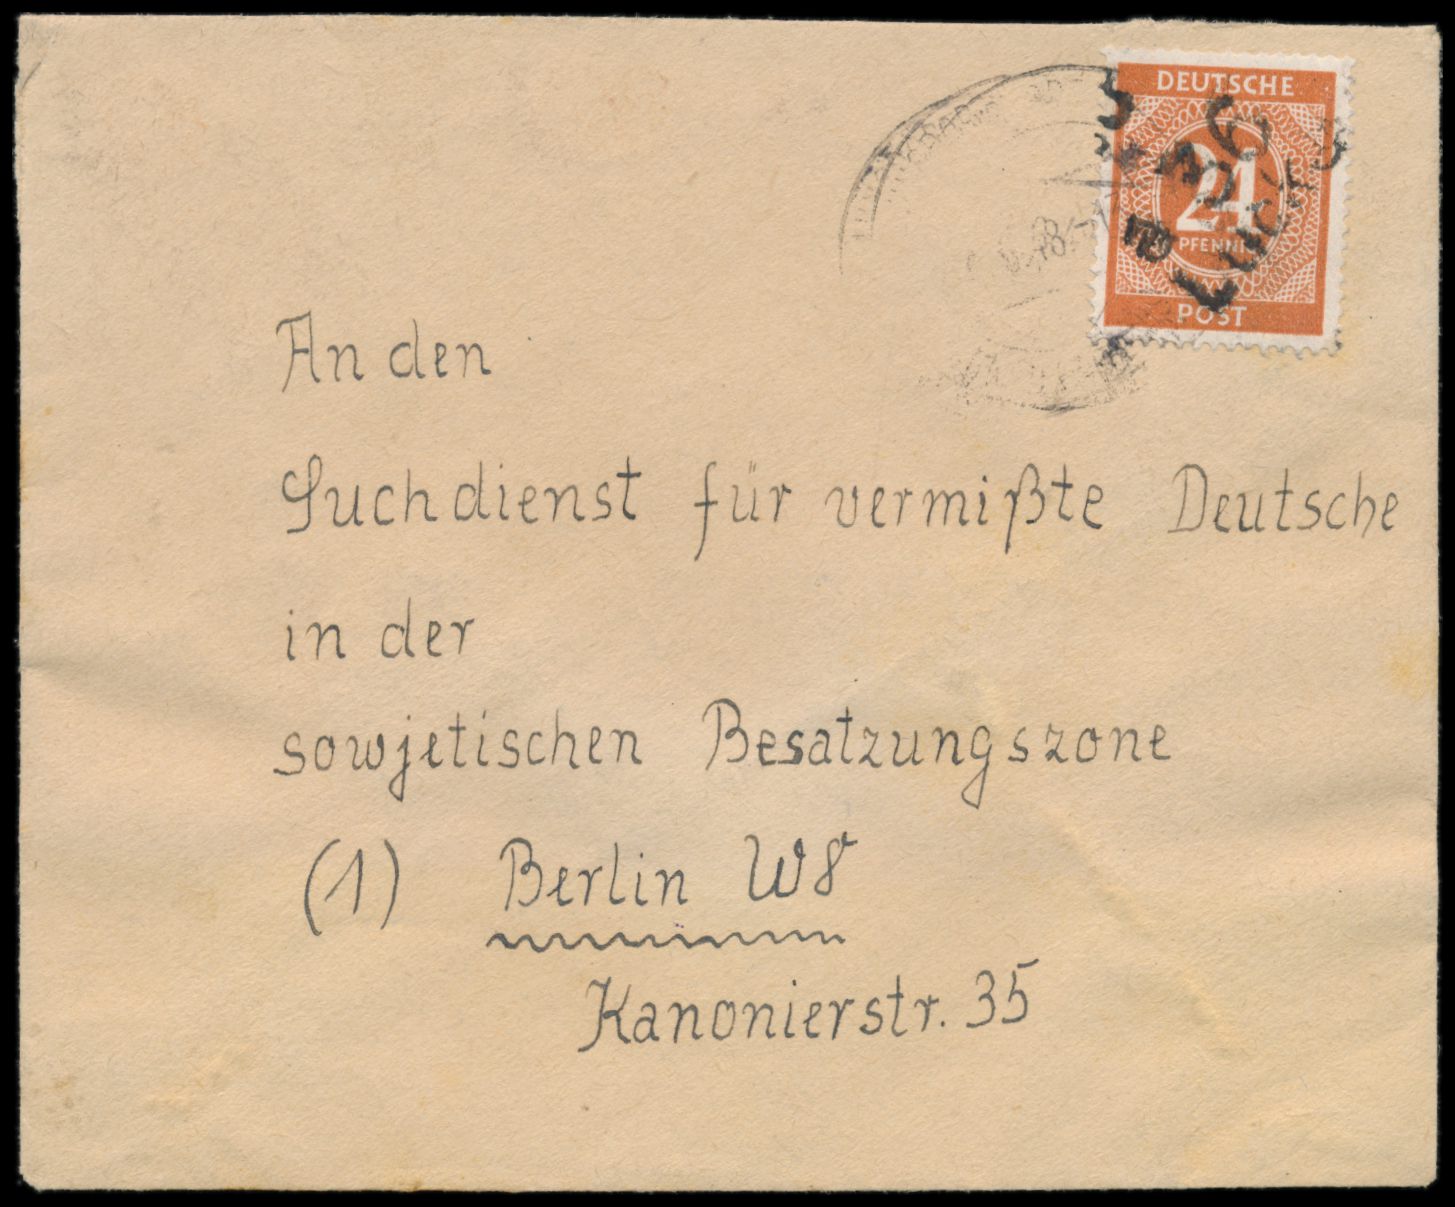 DEUTSCHE
24
PFENNIG
POST
An den
Suchdienst für vermißte Deutsche
in der
sowjetischen Besatzungszone
(1) Berlin W8
Kanonierstr. 35